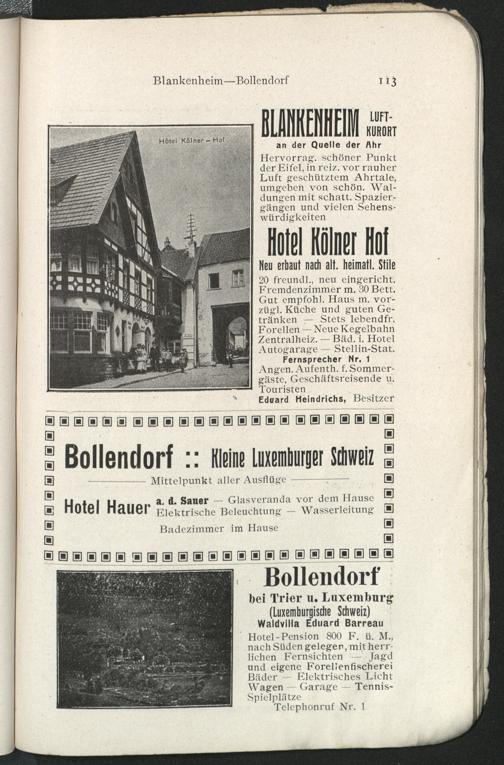 Blankenheim—Bollendorf 113
Hôtel Kölner – Hof
BLANKENHEIM LUFT-
KURORT
an der Quelle der Ahr
Hervorrag. schöner Punkt
der Eifel, in reiz. vor rauher
Luft geschütztem Ahrtale,
umgeben von schön. Wal-
dungen mit schatt. Spazier-
gängen und vielen Sehens-
würdigkeiten
Hotel Kölner Hof
Neu erbaut nach alt. heimatl. Stile
20 freundl., neu eingericht.
Fremdenzimmer m. 30 Bett.
Gut empfohl. Haus m. vor-
zügl. Küche und guten Ge-
tränken — Stets lebendfr.
Forellen — Neue Kegelbahn
Zentralheiz. — Bäd. i. Hotel
Autogarage — Stellin-Stat.
Fernsprecher Nr. 1
Angen. Aufenth. f. Sommer-
gäste, Geschäftsreisende u.
Touristen
Eduard Heindrichs, Besitzer
Bollendorf :: Kleine Luxemburger Schweiz
Mittelpunkt aller Ausflüge
Hotel Hauer a. d. Sauer — Glasveranda vor dem Hause
Elektrische Beleuchtung — Wasserleitung
Badezimmer im Hause
Bollendorf
bei Trier u. Luxemburg
(Luxemburgische Schweiz)
Waldvilla Eduard Barreau
Hotel-Pension 800 F. ü. M.,
nach Süden gelegen, mit herr-
lichen Fernsichten — Jagd
und eigene Forellenfischerei
Bäder — Elektrisches Licht
Wagen — Garage — Tennis-
Spielplätze
Telephonruf Nr. 1